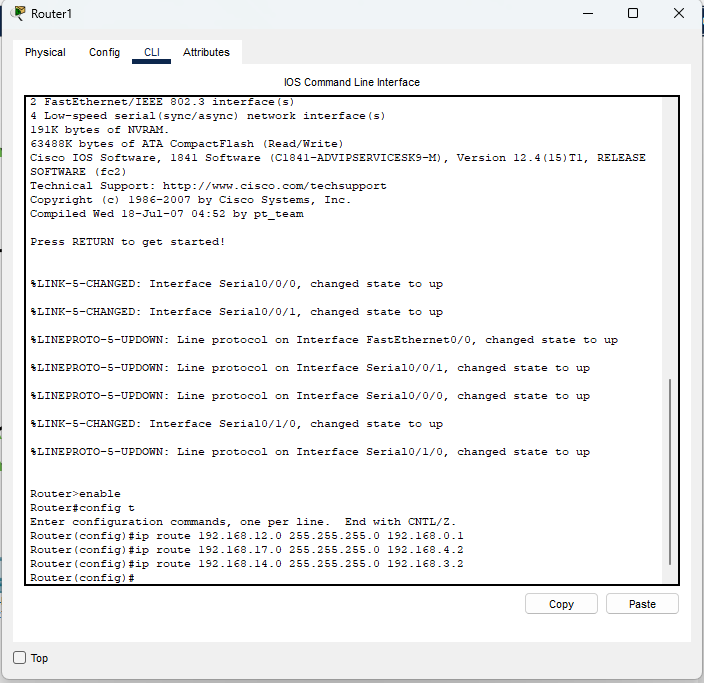 Router1
Physical Config CLI Attributes
IOS Command Line Interface
2 FastEthernet/IEEE 802.3 interface(s)
4 Low-speed serial(sync/async) network interface(s)
191K bytes of NVRAM.
63488K bytes of ATA CompactFlash (Read/Write)
Cisco IOS Software, 1841 Software (C1841-ADVIPSERVICESK9-M), Version 12.4(15)T1, RELEASE
SOFTWARE (fc2)
Technical Support: http://www.cisco.com/techsupport
Copyright (c) 1986-2007 by Cisco Systems, Inc.
Compiled Wed 18-Jul-07 04:52 by pt_team
Press RETURN to get started!
%LINK-5-CHANGED: Interface Serial0/0/0, changed state to up
%LINK-5-CHANGED: Interface Serial0/0/1, changed state to up
%LINEPROTO-5-UPDOWN: Line protocol on Interface FastEthernet0/0, changed state to up
%LINEPROTO-5-UPDOWN: Line protocol on Interface Serial0/0/1, changed state to up
%LINEPROTO-5-UPDOWN: Line protocol on Interface Serial0/0/0, changed state to up
%LINK-5-CHANGED: Interface Serial0/1/0, changed state to up
%LINEPROTO-5-UPDOWN: Line protocol on Interface Serial0/1/0, changed state to up
Router>enable
Router#config t
Enter configuration commands, one per line.  End with CNTL/Z.
Router(config)#ip route 192.168.12.0 255.255.255.0 192.168.0.1
Router(config)#ip route 192.168.17.0 255.255.255.0 192.168.4.2
Router(config)#ip route 192.168.14.0 255.255.255.0 192.168.3.2
Router(config)#
Copy Paste
Top